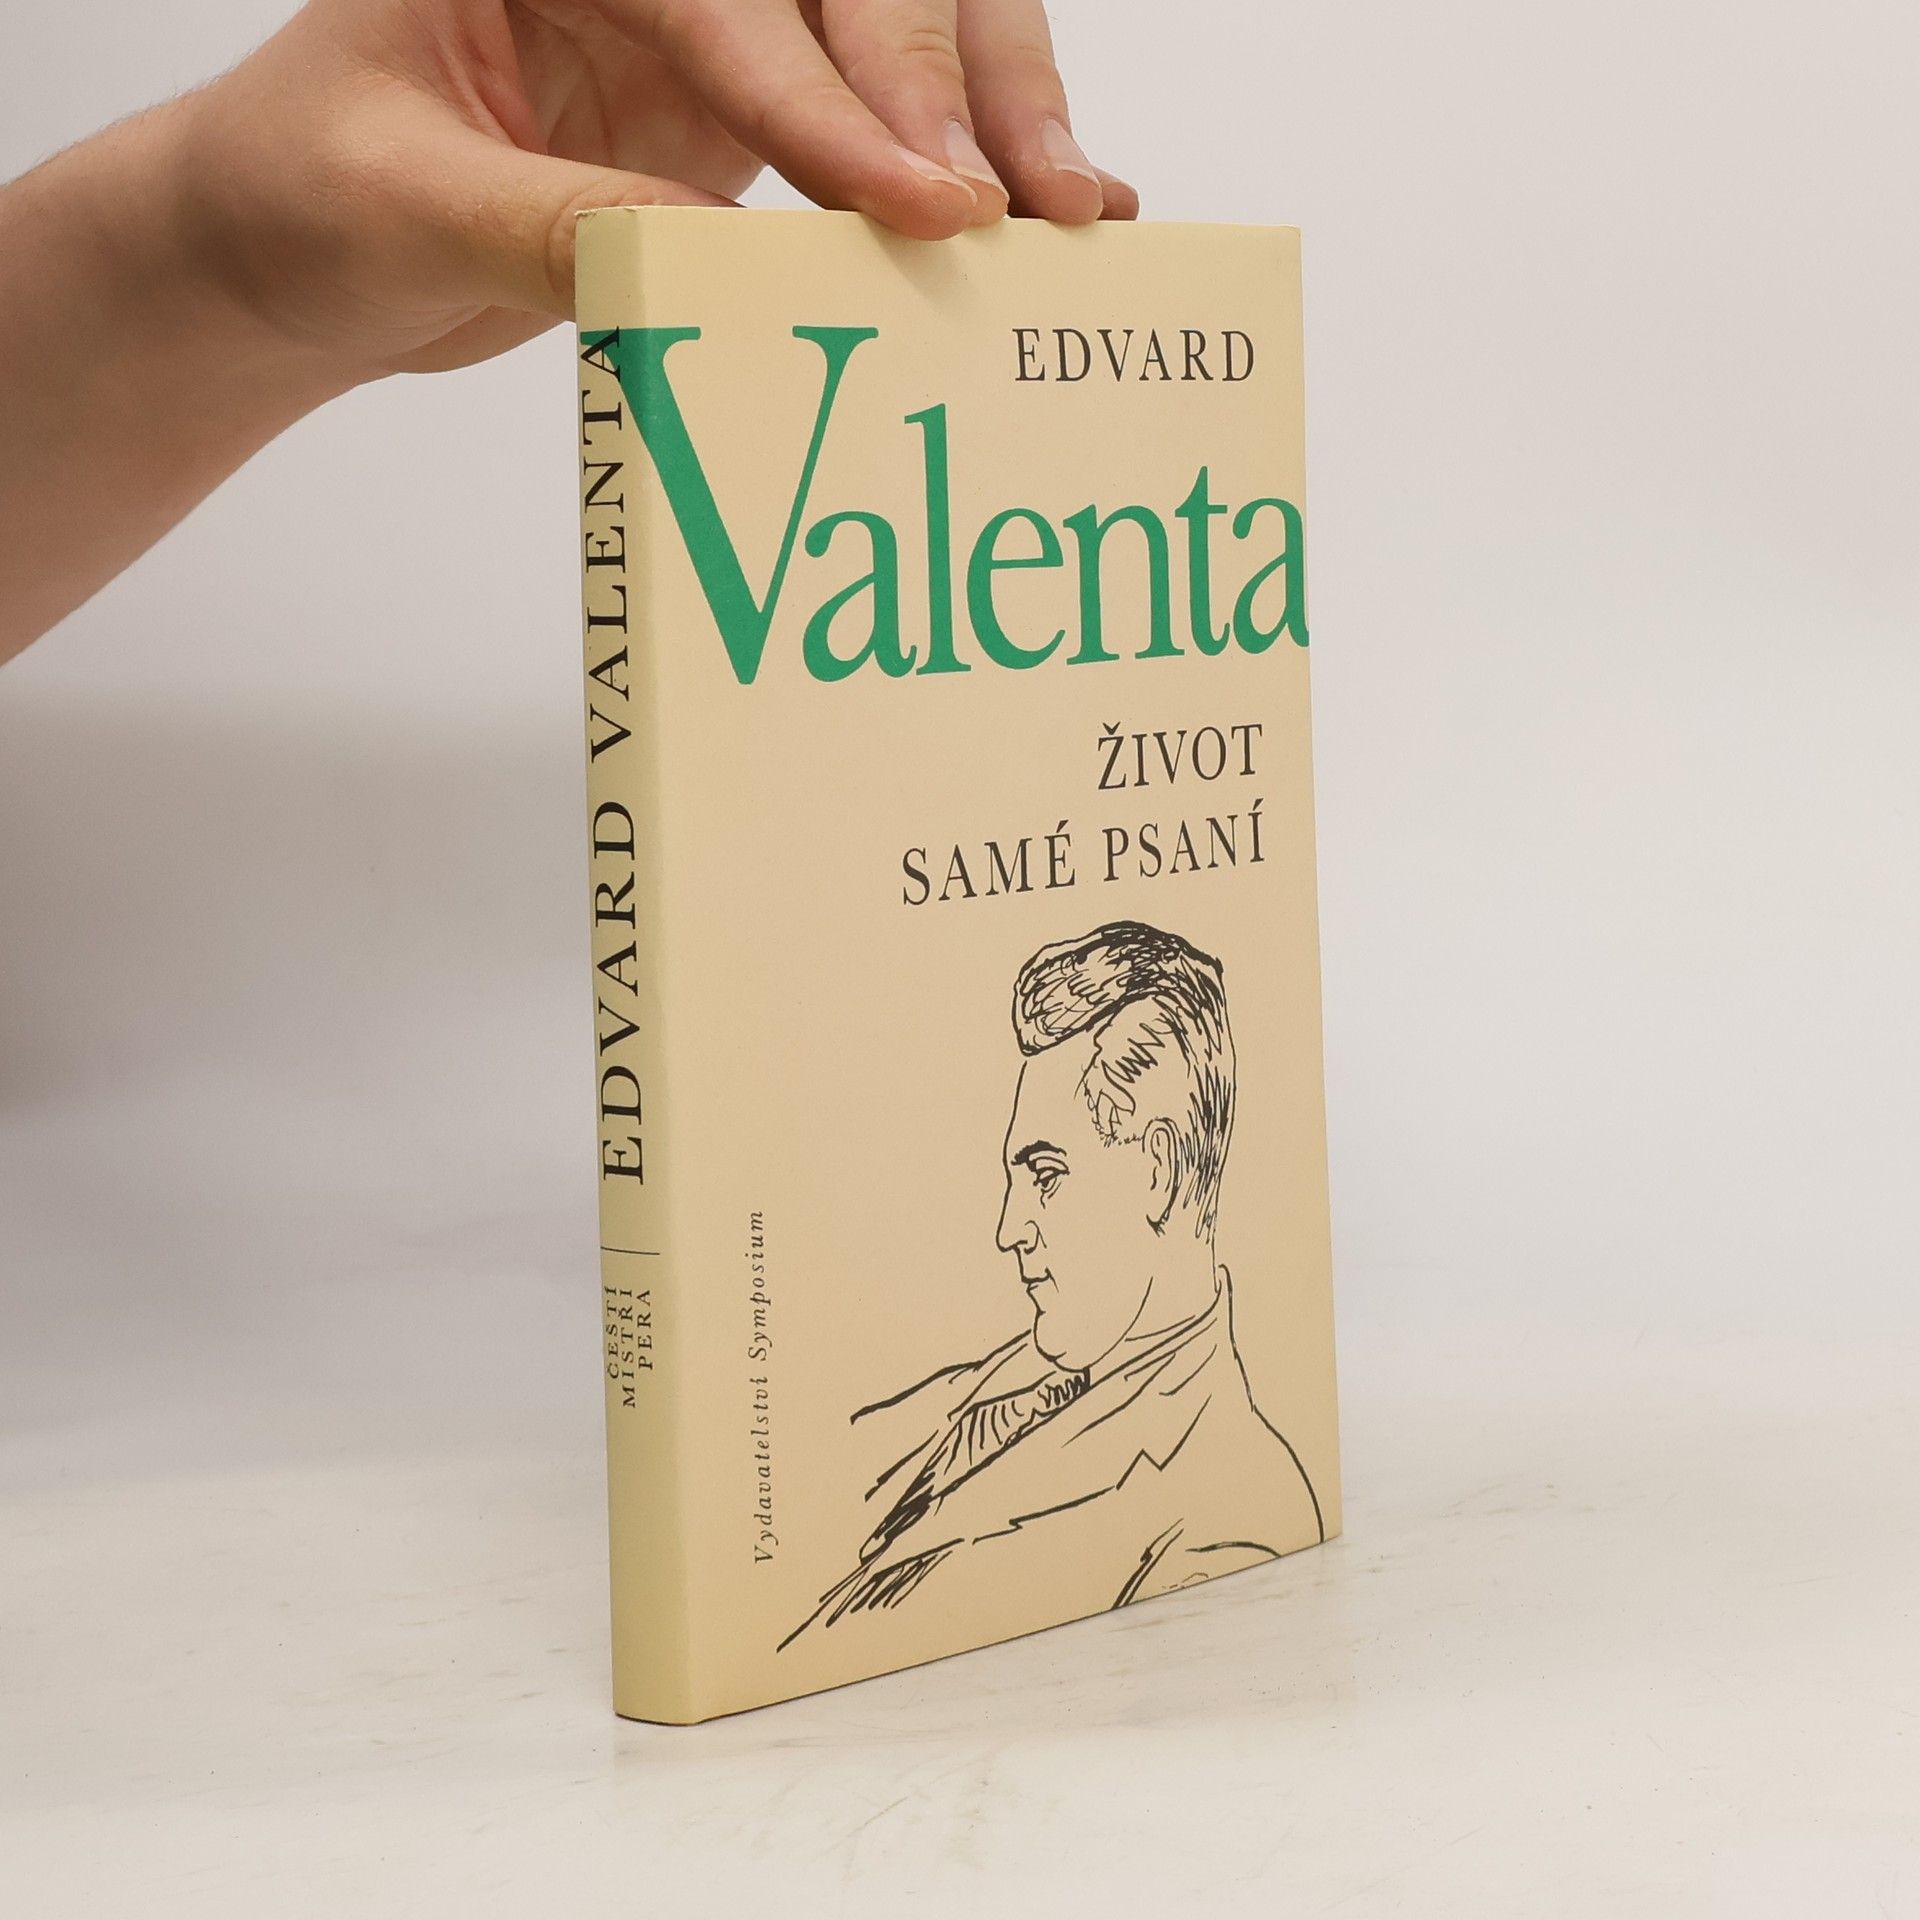 EDVARD
Valenta
ŽIVOT
SAMÉ PSANÍ
Vydavatelství Symposium
EDVARD VALENTA
ČEŠTÍ
MISTŘI
PERA